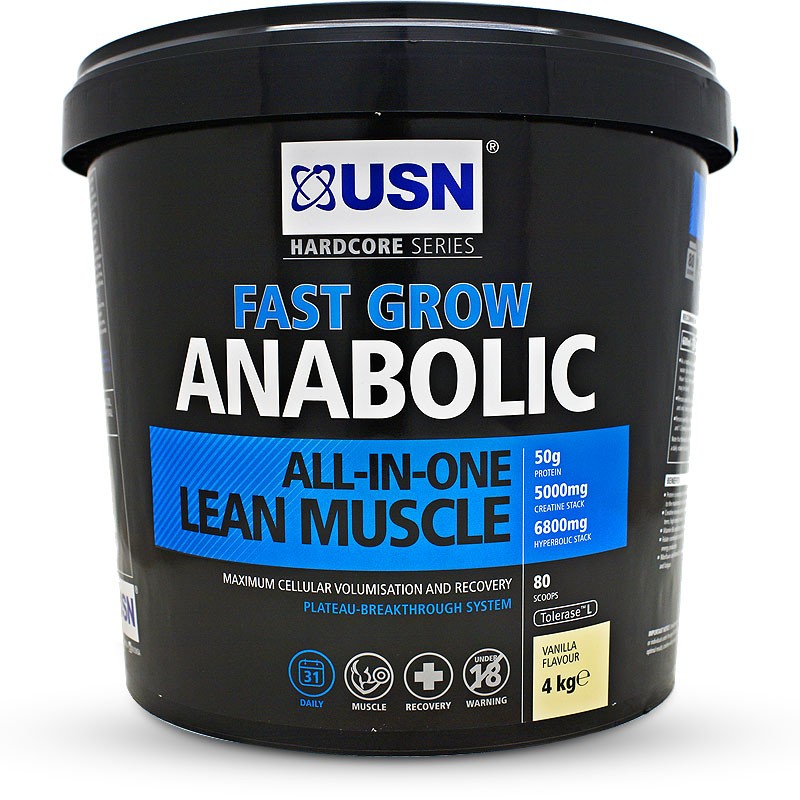 USN®
HARDCORE SERIES
FAST GROW
ANABOLIC
ALL-IN-ONE
LEAN MUSCLE
50g
PROTEIN
5000mg
CREATINE STACK
6800mg
HYPERBOLIC STACK
MAXIMUM CELLULAR VOLUMISATION AND RECOVERY
PLATEAU-BREAKTHROUGH SYSTEM
80
SCOOPS
Tolerase™ L
VANILLA
FLAVOUR
4 kg℮
31
DAILY
MUSCLE
RECOVERY
UNDER
18
WARNING
SN
80